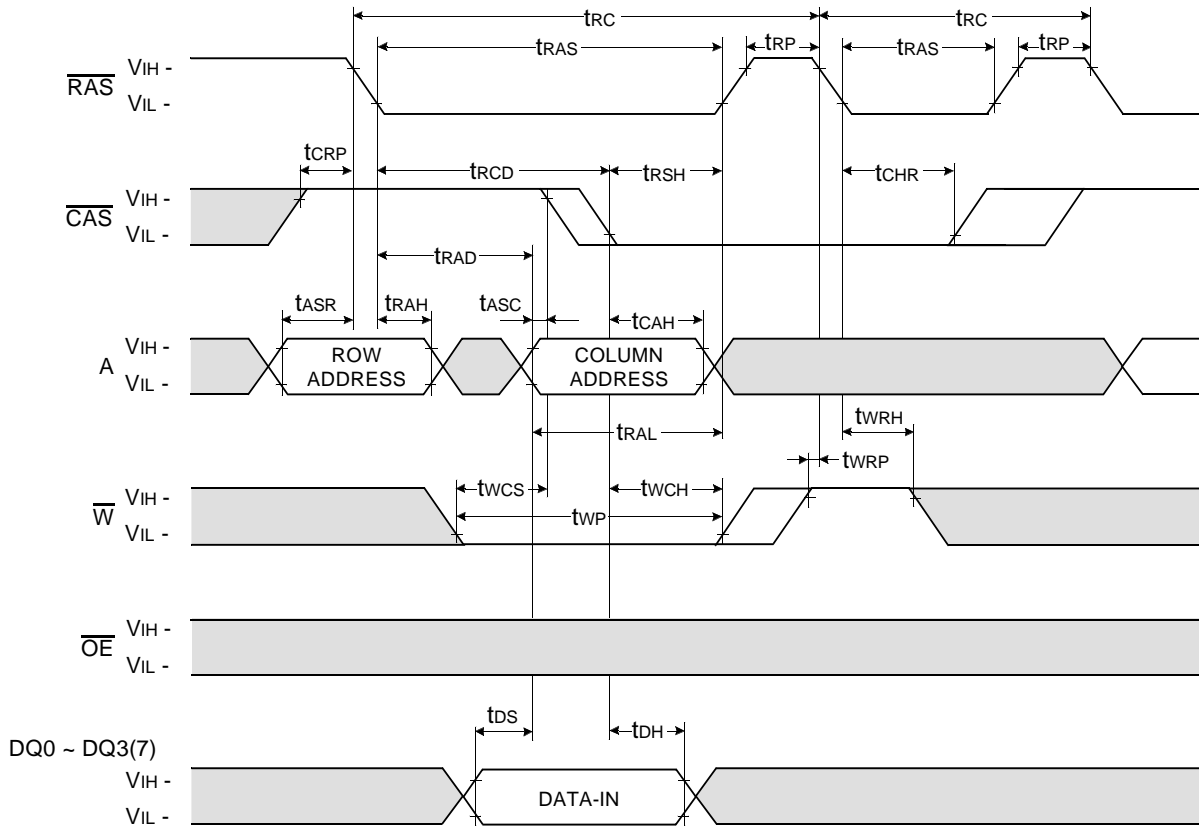 tRC tRC
tRAS tRP tRAS tRP
RAS VIH -
VIL -
tCRP tRCD tRSH tCHR
CAS VIH -
VIL -
tRAD
tASR tRAH tASC tCAH
A VIH -
VIL -
ROW ADDRESS
COLUMN ADDRESS
tRAL tWRH
tWRP
tWCS tWCH
W VIH -
VIL -
tWP
OE VIH -
VIL -
tDS tDH
DQ0 ~ DQ3(7)
VIH -
VIL -
DATA-IN